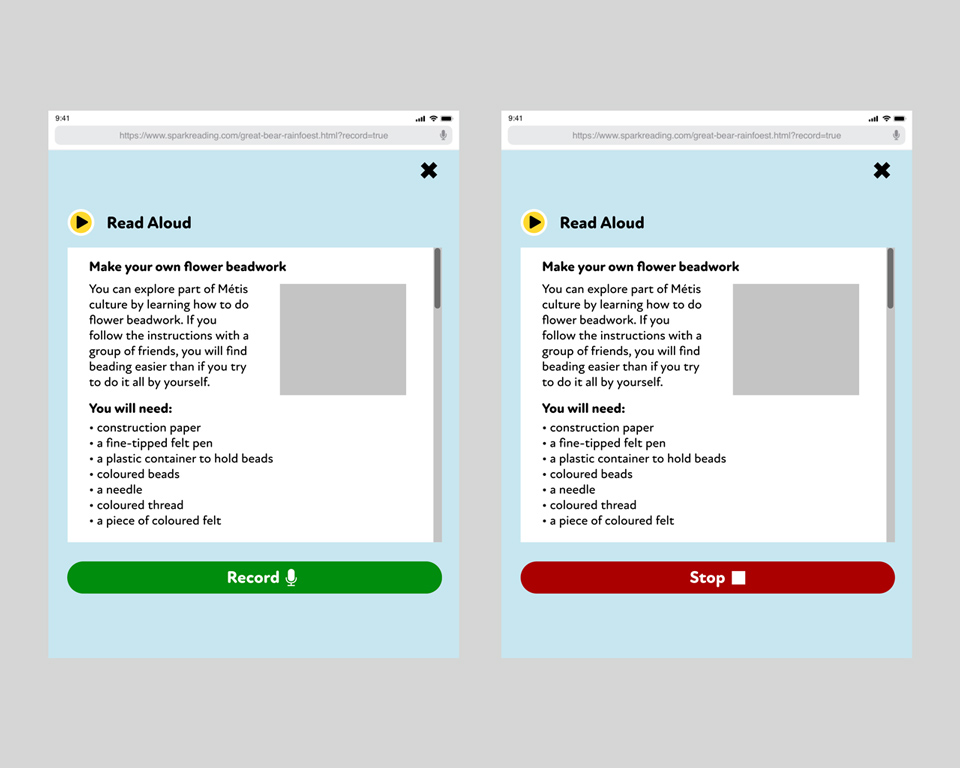 9:41
https://www.sparkreading.com/great-bear-rainfoest.html?record=true
Read Aloud
Make your own flower beadwork
You can explore part of Métis
culture by learning how to do
flower beadwork. If you
follow the instructions with a
group of friends, you will find
beading easier than if you try
to do it all by yourself.
You will need:
• construction paper
• a fine-tipped felt pen
• a plastic container to hold beads
• coloured beads
• a needle
• coloured thread
• a piece of coloured felt
Record
9:41
https://www.sparkreading.com/great-bear-rainfoest.html?record=true
Read Aloud
Make your own flower beadwork
You can explore part of Métis
culture by learning how to do
flower beadwork. If you
follow the instructions with a
group of friends, you will find
beading easier than if you try
to do it all by yourself.
You will need:
• construction paper
• a fine-tipped felt pen
• a plastic container to hold beads
• coloured beads
• a needle
• coloured thread
• a piece of coloured felt
Stop